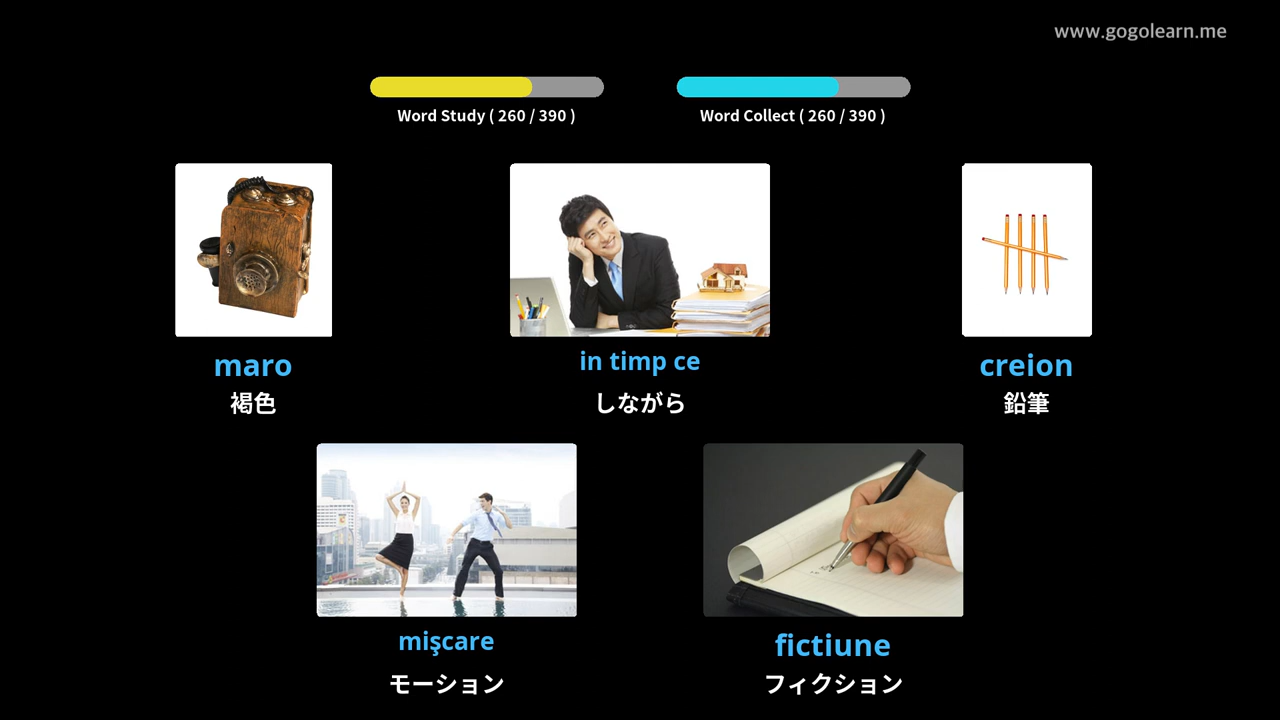 www.gogolearn.me
Word Study ( 260 / 390 )
Word Collect ( 260 / 390 )
maro
褐色
in timp ce
しながら
creion
鉛筆
mişcare
モーション
fictiune
フィクション